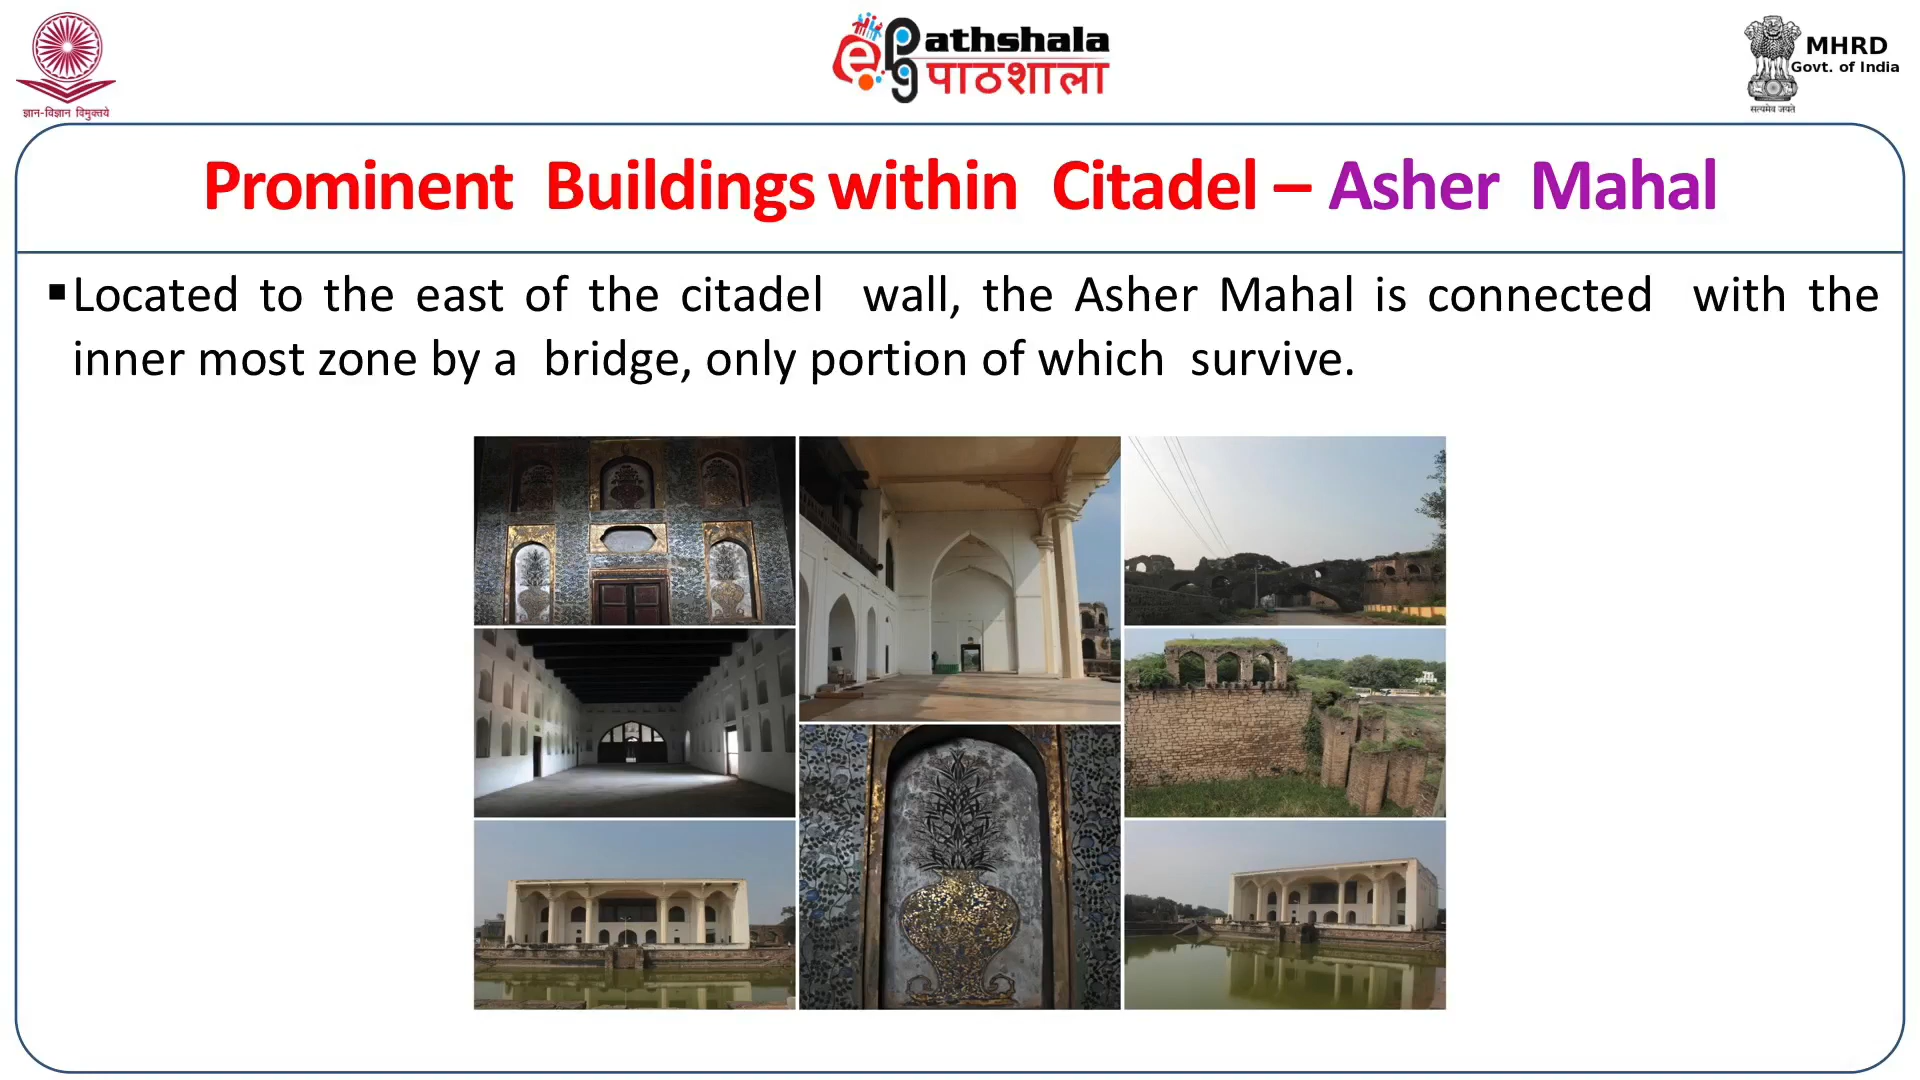 ज्ञान-विज्ञान विमुक्तये
ePG Pathshala
पाठशाला
MHRD
Govt. of India
सत्यमेव जयते
Prominent Buildings within Citadel – Asher Mahal
▪Located to the east of the citadel wall, the Asher Mahal is connected with the
inner most zone by a bridge, only portion of which survive.